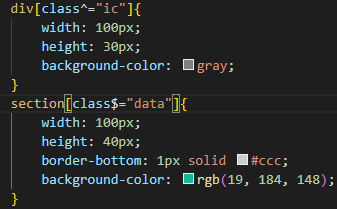 div[class^="ic"]{
    width: 100px;
    height: 30px;
    background-color: gray;
}
section[class$="data"]{
    width: 100px;
    height: 40px;
    border-bottom: 1px solid #ccc;
    background-color: rgb(19, 184, 148);
}